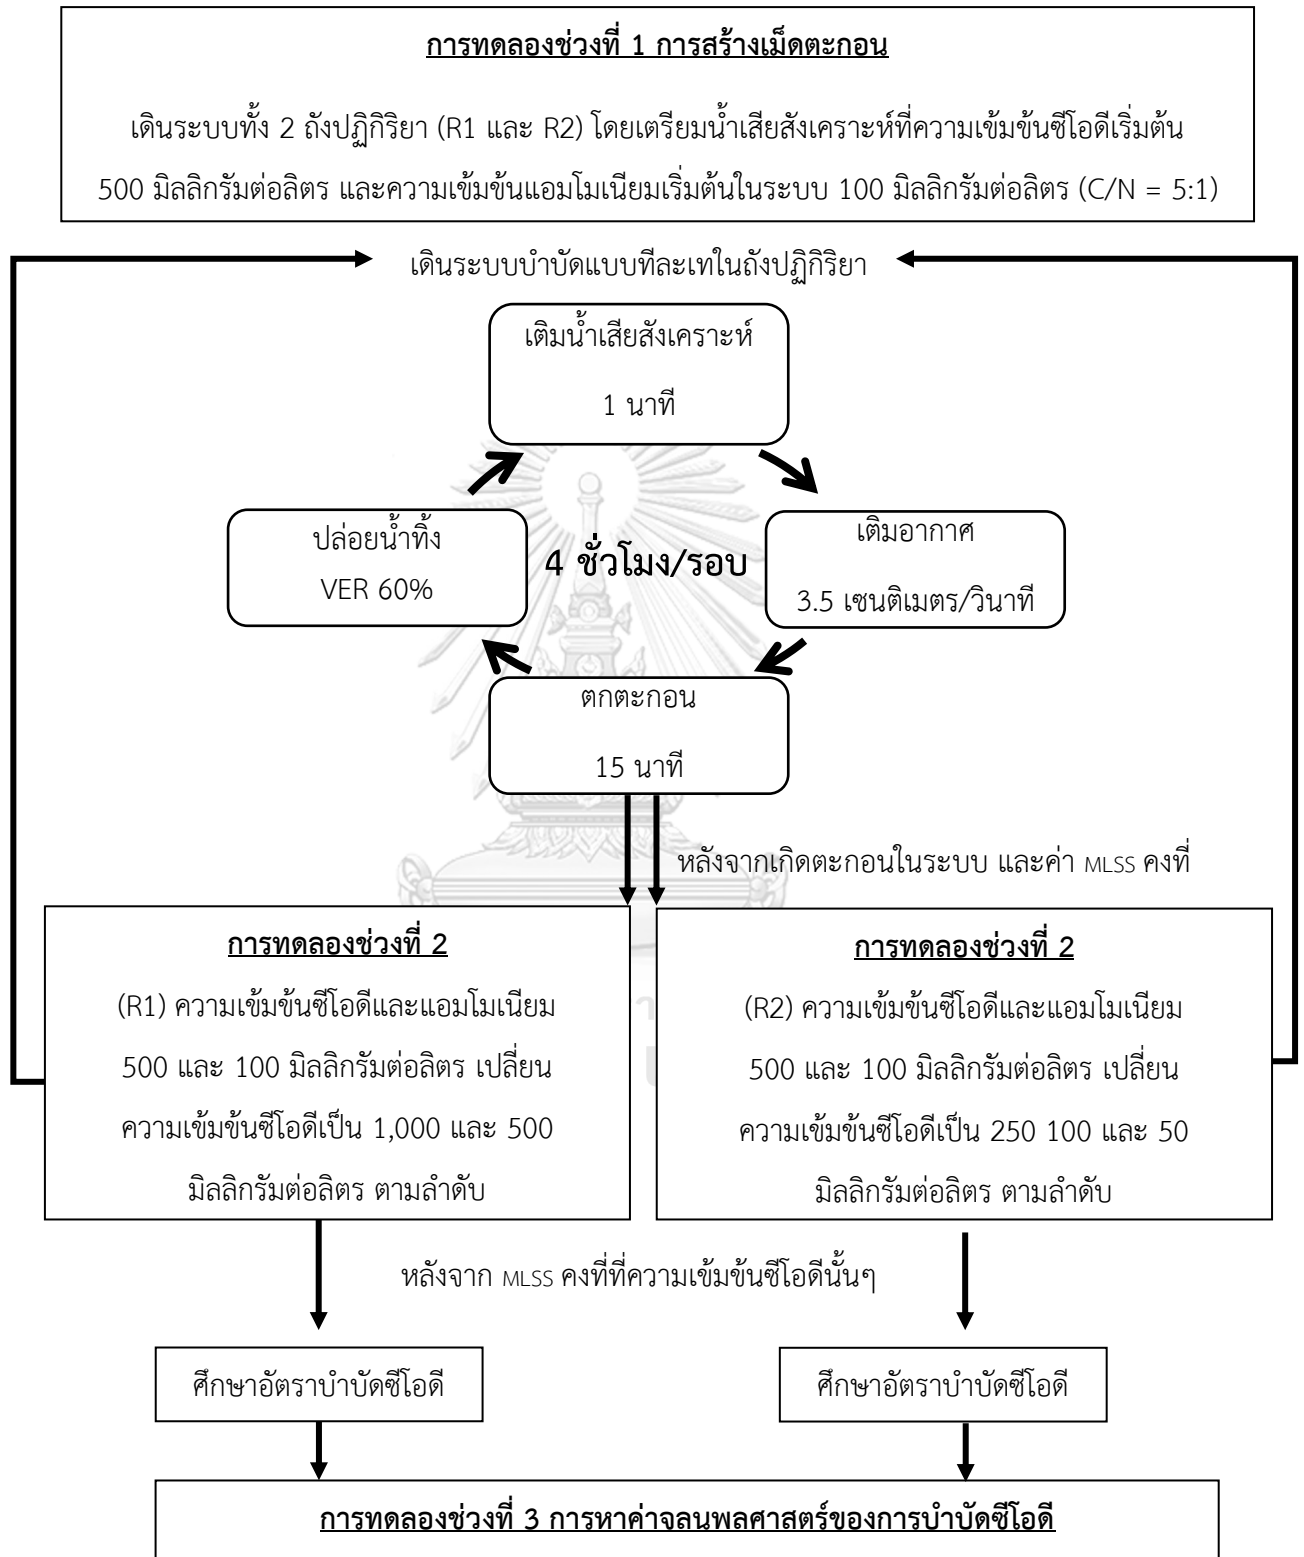 การทดลองช่วงที่ 1 การสร้างเม็ดตะกอน
เดินระบบทั้ง 2 ถังปฏิกิริยา (R1 และ R2) โดยเตรียมน้ำเสียสังเคราะห์ที่ความเข้มข้นซีโอดีเริ่มต้น
500 มิลลิกรัมต่อลิตร และความเข้มข้นแอมโมเนียมเริ่มต้นในระบบ 100 มิลลิกรัมต่อลิตร (C/N = 5:1)
เดินระบบบำบัดแบบทีละเทในถังปฏิกิริยา
เติมน้ำเสียสังเคราะห์
1 นาที
ปล่อยน้ำทิ้ง
VER 60%
4 ชั่วโมง/รอบ
เติมอากาศ
3.5 เซนติเมตร/วินาที
ตกตะกอน
15 นาที
หลังจากเกิดตะกอนในระบบ และค่า MLSS คงที่
การทดลองช่วงที่ 2
(R1) ความเข้มข้นซีโอดีและแอมโมเนียม
500 และ 100 มิลลิกรัมต่อลิตร เปลี่ยน
ความเข้มข้นซีโอดีเป็น 1,000 และ 500
มิลลิกรัมต่อลิตร ตามลำดับ
การทดลองช่วงที่ 2
(R2) ความเข้มข้นซีโอดีและแอมโมเนียม
500 และ 100 มิลลิกรัมต่อลิตร เปลี่ยน
ความเข้มข้นซีโอดีเป็น 250 100 และ 50
มิลลิกรัมต่อลิตร ตามลำดับ
หลังจาก MLSS คงที่ที่ความเข้มข้นซีโอดีนั้นๆ
ศึกษาอัตราบำบัดซีโอดี
ศึกษาอัตราบำบัดซีโอดี
การทดลองช่วงที่ 3 การหาค่าจลนพลศาสตร์ของการบำบัดซีโอดี